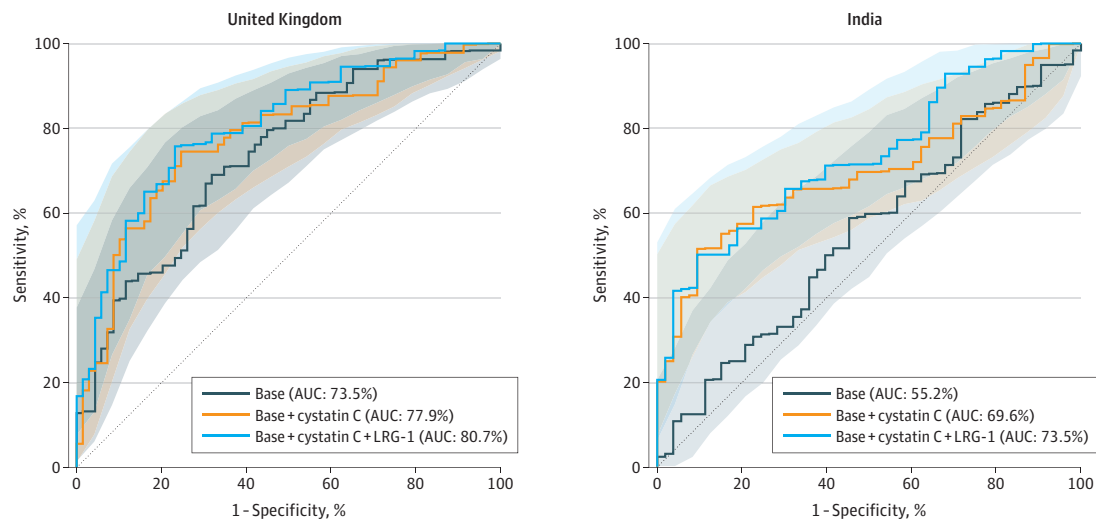 United Kingdom
100
80
60
40
20
0
Sensitivity, %
0
20
40
60
80
100
1 - Specificity, %
Base (AUC: 73.5%)
Base + cystatin C (AUC: 77.9%)
Base + cystatin C + LRG-1 (AUC: 80.7%)
India
100
80
60
40
20
0
Sensitivity, %
0
20
40
60
80
100
1 - Specificity, %
Base (AUC: 55.2%)
Base + cystatin C (AUC: 69.6%)
Base + cystatin C + LRG-1 (AUC: 73.5%)